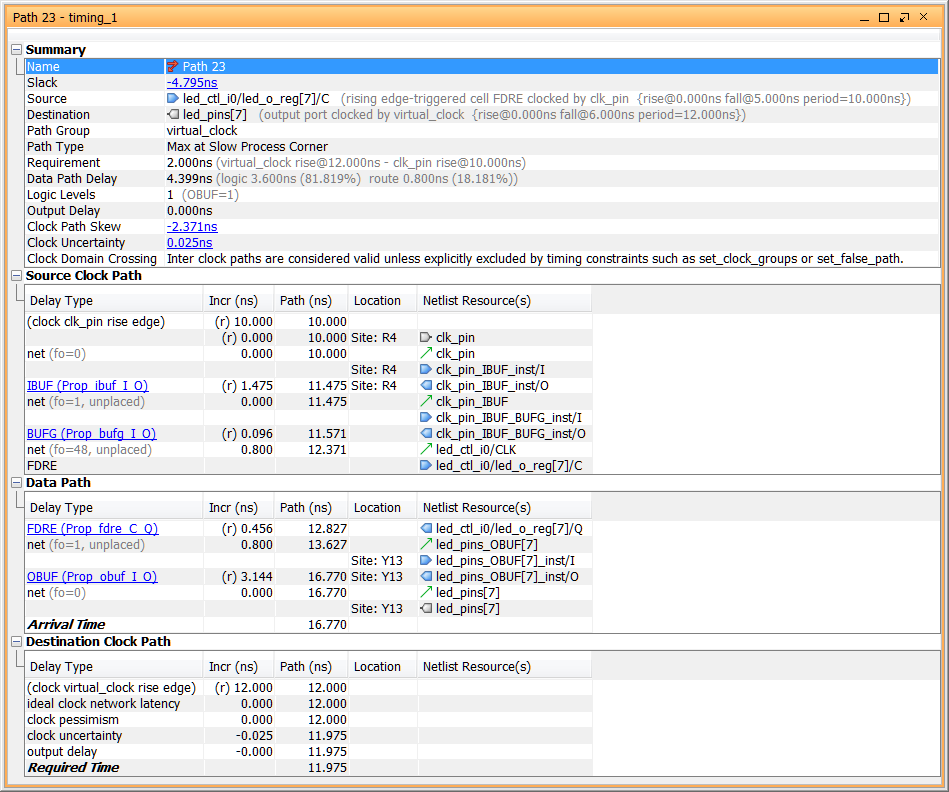 Path 23 - timing_1
Summary
Name Path 23
Slack -4.795ns
Source led_ctl_i0/led_o_reg[7]/C (rising edge-triggered cell FDRE clocked by clk_pin {rise@0.000ns fall@5.000ns period=10.000ns})
Destination led_pins[7] (output port clocked by virtual_clock {rise@0.000ns fall@6.000ns period=12.000ns})
Path Group virtual_clock
Path Type Max at Slow Process Corner
Requirement 2.000ns (virtual_clock rise@12.000ns - clk_pin rise@10.000ns)
Data Path Delay 4.399ns (logic 3.600ns (81.819%) route 0.800ns (18.181%))
Logic Levels 1 (OBUF=1)
Output Delay 0.000ns
Clock Path Skew -2.371ns
Clock Uncertainty 0.025ns
Clock Domain Crossing Inter clock paths are considered valid unless explicitly excluded by timing constraints such as set_clock_groups or set_false_path.
Source Clock Path
Delay Type Incr (ns) Path (ns) Location Netlist Resource(s)
(clock clk_pin rise edge) (r) 10.000 10.000
(r) 0.000 10.000 Site: R4 clk_pin
net (fo=0) 0.000 10.000 clk_pin
Site: R4 clk_pin_IBUF_inst/I
IBUF (Prop_ibuf_I_O) (r) 1.475 11.475 Site: R4 clk_pin_IBUF_inst/O
net (fo=1, unplaced) 0.000 11.475 clk_pin_IBUF
clk_pin_IBUF_BUFG_inst/I
BUFG (Prop_bufg_I_O) (r) 0.096 11.571 clk_pin_IBUF_BUFG_inst/O
net (fo=48, unplaced) 0.800 12.371 led_ctl_i0/CLK
FDRE led_ctl_i0/led_o_reg[7]/C
Data Path
Delay Type Incr (ns) Path (ns) Location Netlist Resource(s)
FDRE (Prop_fdre_C_Q) (r) 0.456 12.827 led_ctl_i0/led_o_reg[7]/Q
net (fo=1, unplaced) 0.800 13.627 led_pins_OBUF[7]
Site: Y13 led_pins_OBUF[7]_inst/I
OBUF (Prop_obuf_I_O) (r) 3.144 16.770 Site: Y13 led_pins_OBUF[7]_inst/O
net (fo=0) 0.000 16.770 led_pins[7]
Site: Y13 led_pins[7]
Arrival Time 16.770
Destination Clock Path
Delay Type Incr (ns) Path (ns) Location Netlist Resource(s)
(clock virtual_clock rise edge) (r) 12.000 12.000
ideal clock network latency 0.000 12.000
clock pessimism 0.000 12.000
clock uncertainty -0.025 11.975
output delay -0.000 11.975
Required Time 11.975